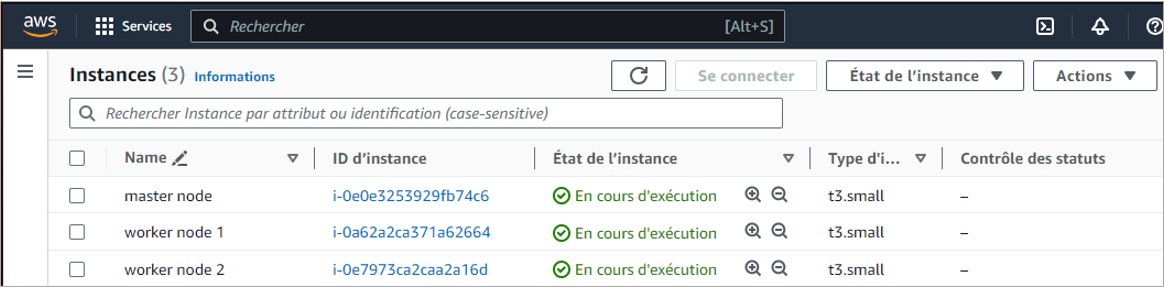 aws Services Rechercher [Alt+S]
Instances (3) Informations Se connecter État de l'instance Actions
Rechercher Instance par attribut ou identification (case-sensitive)
Name ID d'instance État de l'instance Type d'i... Contrôle des statuts
master node i-0e0e3253929fb74c6 En cours d'exécution t3.small –
worker node 1 i-0a62a2ca371a62664 En cours d'exécution t3.small –
worker node 2 i-0e7973ca2caa2a16d En cours d'exécution t3.small –